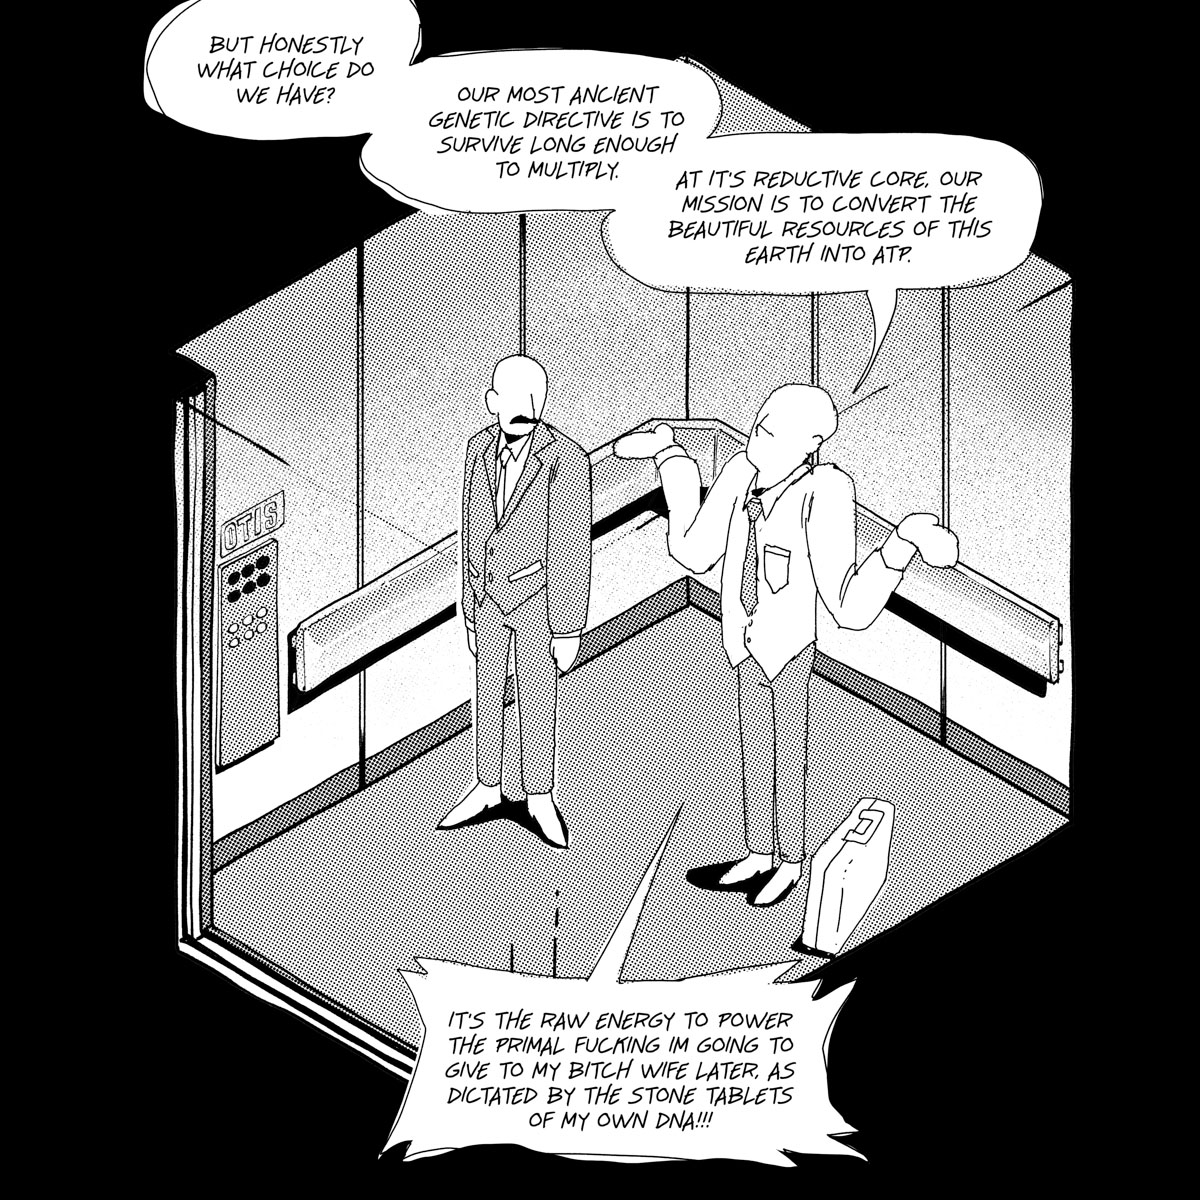 BUT HONESTLY
WHAT CHOICE DO
WE HAVE?
OUR MOST ANCIENT
GENETIC DIRECTIVE IS TO
SURVIVE LONG ENOUGH
TO MULTIPLY.
AT IT'S REDUCTIVE CORE, OUR
MISSION IS TO CONVERT THE
BEAUTIFUL RESOURCES OF THIS
EARTH INTO ATP.
OTIS
IT'S THE RAW ENERGY TO POWER
THE PRIMAL FUCKING IM GOING TO
GIVE TO MY BITCH WIFE LATER, AS
DICTATED BY THE STONE TABLETS
OF MY OWN DNA!!!